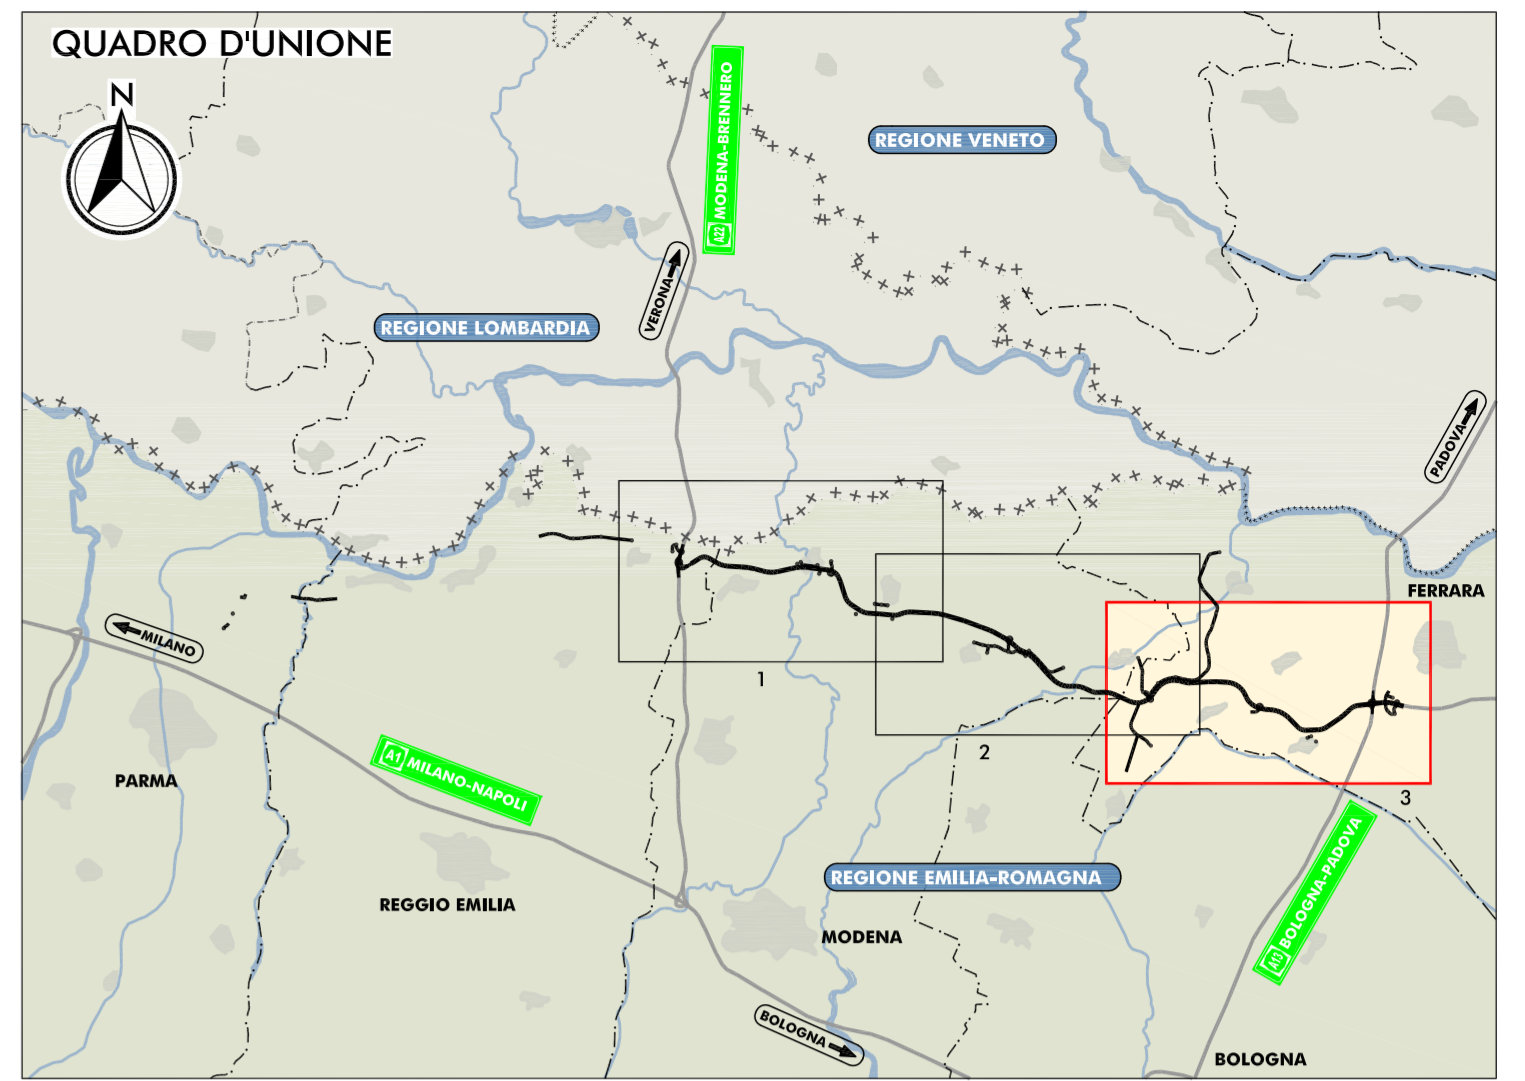 QUADRO D'UNIONE
N
A22 MODENA-BRENNERO
REGIONE VENETO
VERONA
REGIONE LOMBARDIA
PADOVA
FERRARA
MILANO
1
2
3
PARMA
A1 MILANO-NAPOLI
A13 BOLOGNA-PADOVA
REGIONE EMILIA-ROMAGNA
REGGIO EMILIA
MODENA
BOLOGNA
BOLOGNA